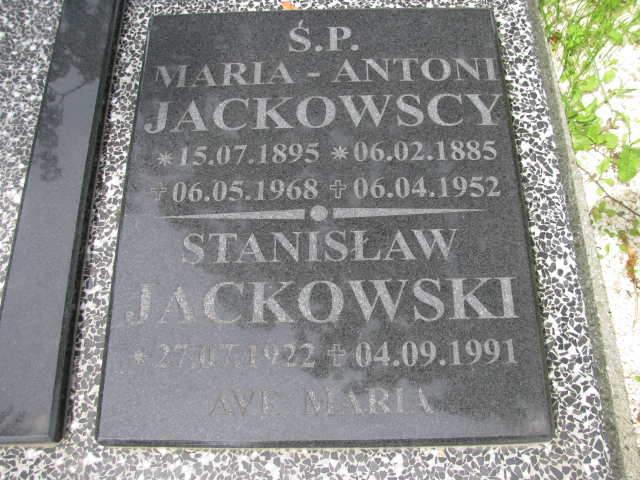 Ś.P.
MARIA - ANTONI
JACKOWSCY
* 15.07.1895 * 06.02.1885
✝ 06.05.1968 ✝ 06.04.1952
STANISŁAW
JACKOWSKI
* 27.07.1922 ✝ 04.09.1991
AVE MARIA